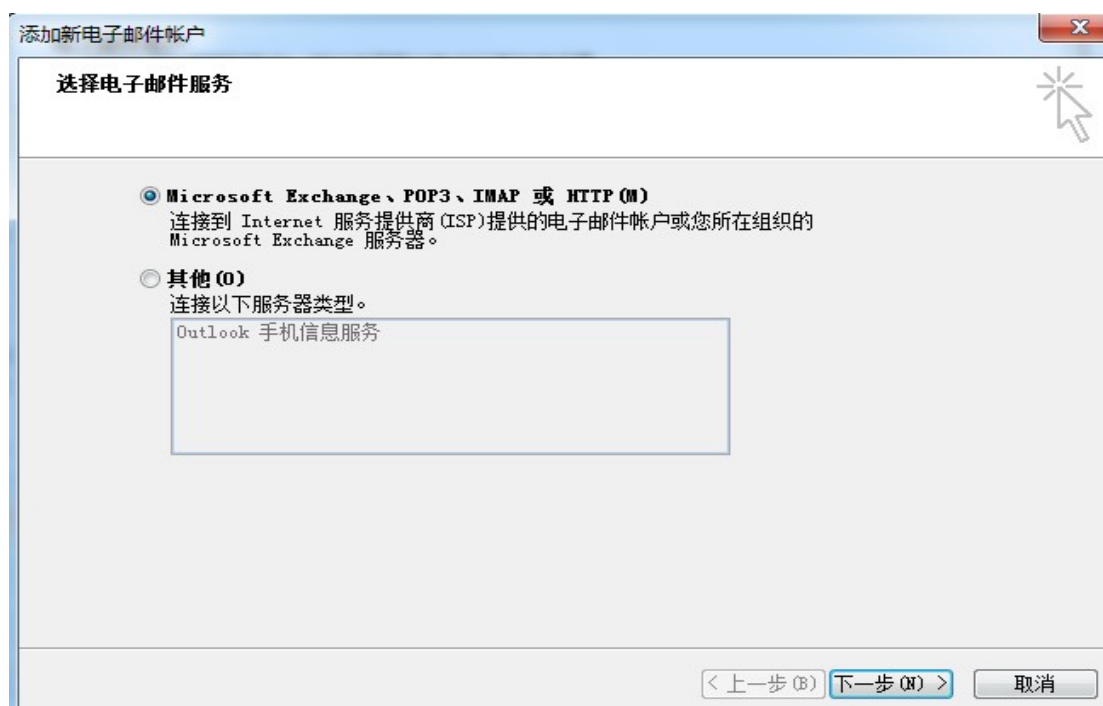 添加新电子邮件帐户
选择电子邮件服务
Microsoft Exchange、POP3、IMAP 或 HTTP(M)
连接到 Internet 服务提供商(ISP)提供的电子邮件帐户或您所在组织的
Microsoft Exchange 服务器。
其他(O)
连接以下服务器类型。
Outlook 手机信息服务
< 上一步(B) 下一步(N) > 取消